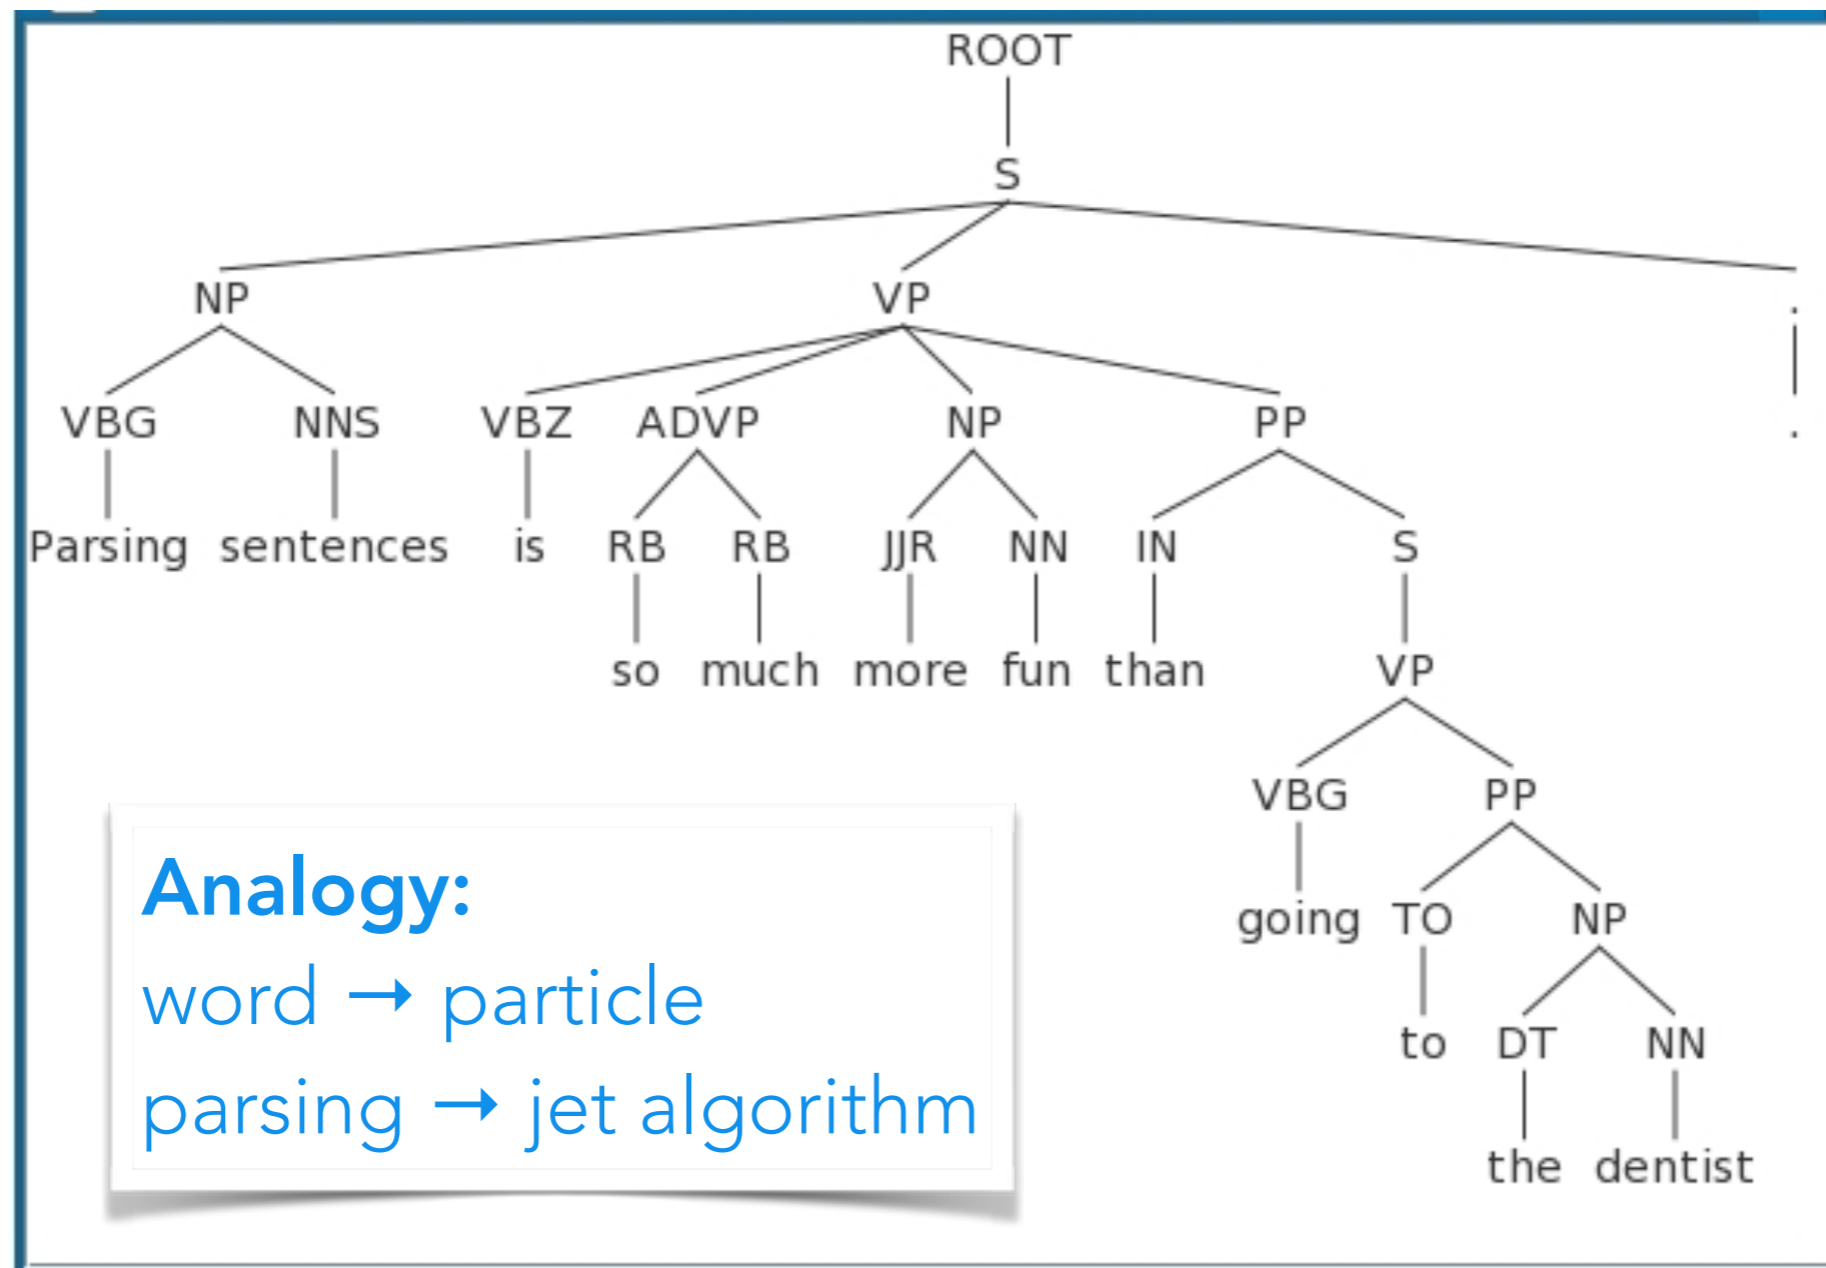 ROOT
S
NP VP .
VBG NNS VBZ ADVP NP PP .
Parsing sentences is RB RB JJR NN IN S
so much more fun than VP
VBG PP
going TO NP
to DT NN
the dentist
Analogy:
word → particle
parsing → jet algorithm